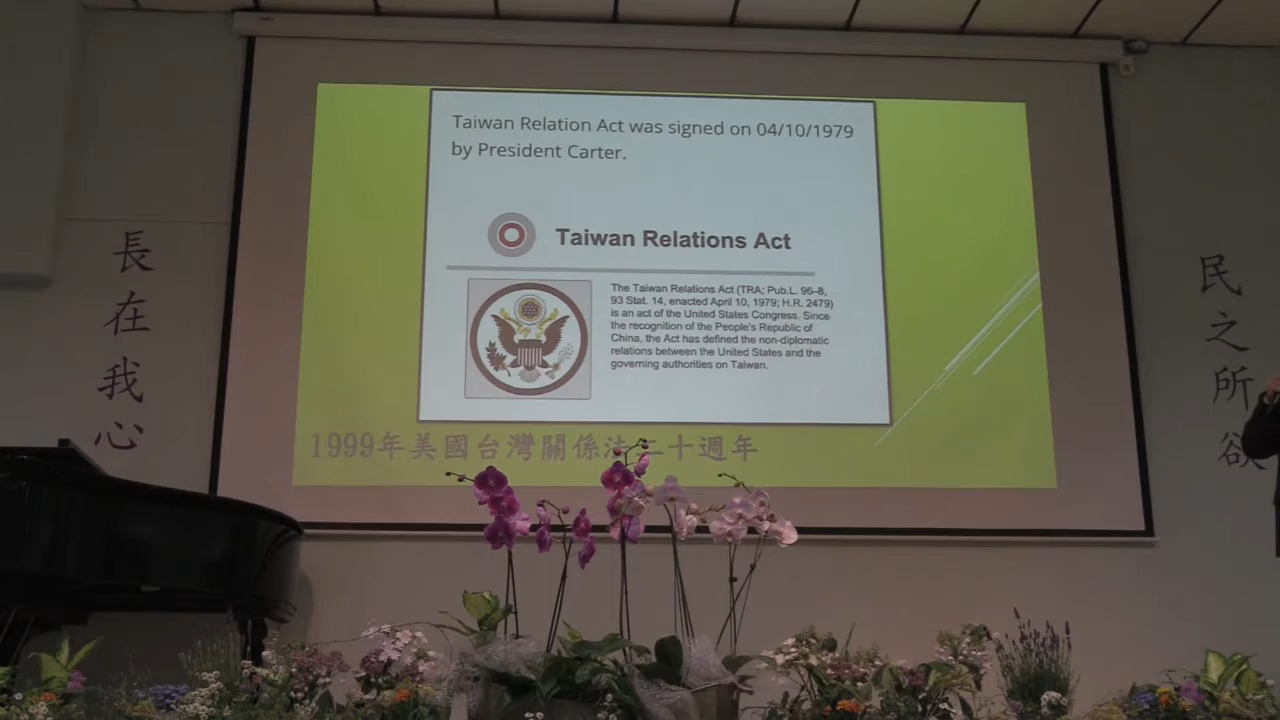 Taiwan Relation Act was signed on 04/10/1979
by President Carter.
Taiwan Relations Act
The Taiwan Relations Act (TRA; Pub.L. 96–8,
93 Stat. 14, enacted April 10, 1979; H.R. 2479)
is an act of the United States Congress. Since
the recognition of the People's Republic of
China, the Act has defined the non-diplomatic
relations between the United States and the
governing authorities on Taiwan.
1999年美國台灣關係法二十週年
民之所欲
長在我心